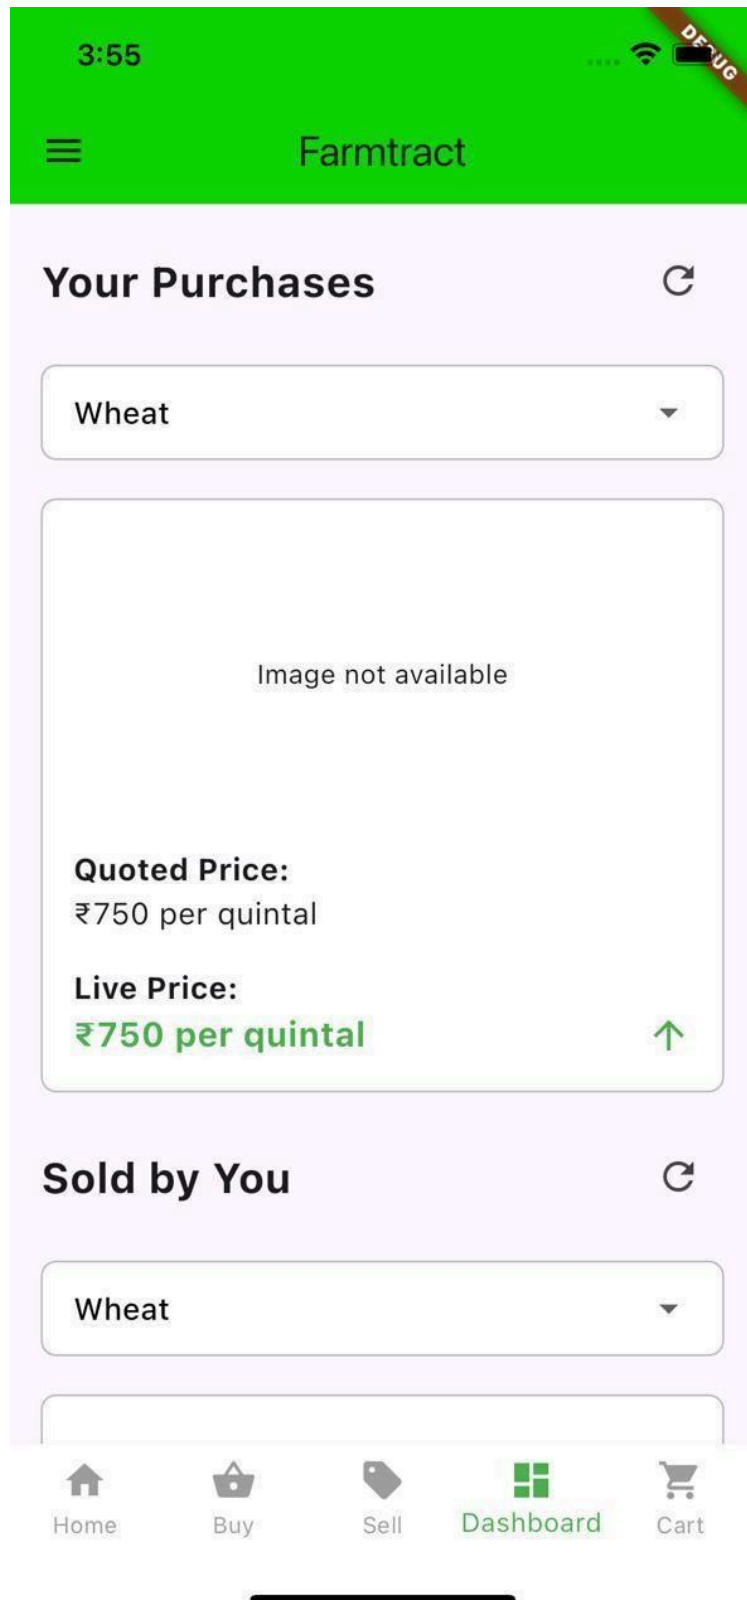 3:55
DEBUG
Farmtract
Your Purchases
Wheat
Image not available
Quoted Price:
₹750 per quintal
Live Price:
₹750 per quintal
Sold by You
Wheat
Home Buy Sell Dashboard Cart